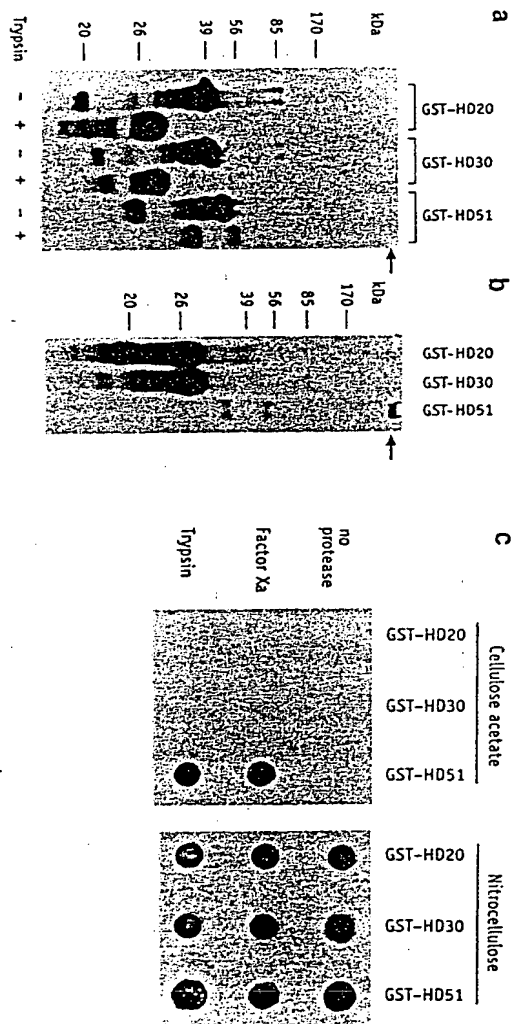 a
kDa
170
85
56
39
26
20
Trypsin
GST-HD20
GST-HD30
GST-HD51
- + - + - +
b
kDa
170
85
56
39
26
20
GST-HD20
GST-HD30
GST-HD51
c
Cellulose acetate
Nitrocellulose
GST-HD20
GST-HD30
GST-HD51
GST-HD20
GST-HD30
GST-HD51
no
protease
Factor Xa
Trypsin